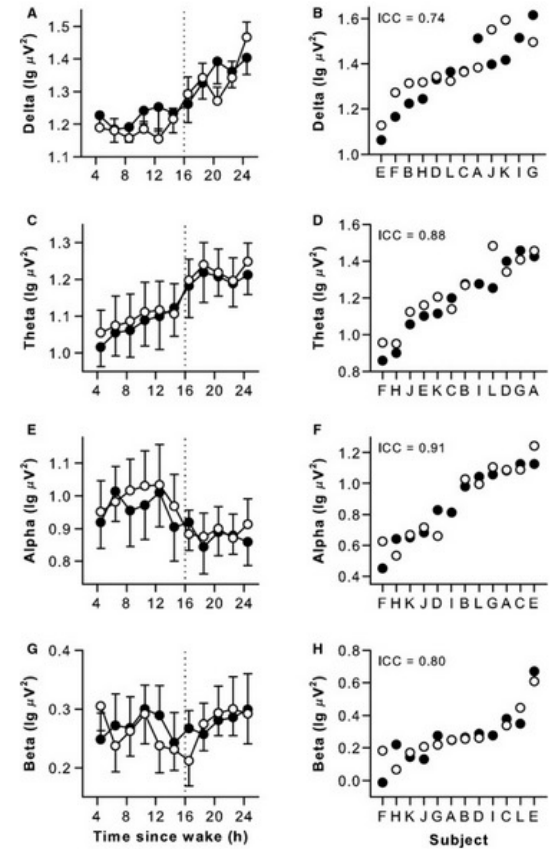 A
Delta (lg µV²)
1.5
1.4
1.3
1.2
1.1
4 8 12 16 20 24
B
ICC = 0.74
Delta (lg µV²)
1.6
1.4
1.2
1.0
E F B H D L C A J K I G
C
Theta (lg µV²)
1.3
1.2
1.1
1.0
4 8 12 16 20 24
D
ICC = 0.88
Theta (lg µV²)
1.6
1.4
1.2
1.0
0.8
F H J E K C B I L D G A
E
Alpha (lg µV²)
1.1
1.0
0.9
0.8
4 8 12 16 20 24
F
ICC = 0.91
Alpha (lg µV²)
1.2
1.0
0.8
0.6
0.4
F H K J D I B L G A C E
G
Beta (lg µV²)
0.4
0.3
0.2
4 8 12 16 20 24
Time since wake (h)
H
ICC = 0.80
Beta (lg µV²)
0.8
0.6
0.4
0.2
0.0
F H K J G A B D I C L E
Subject